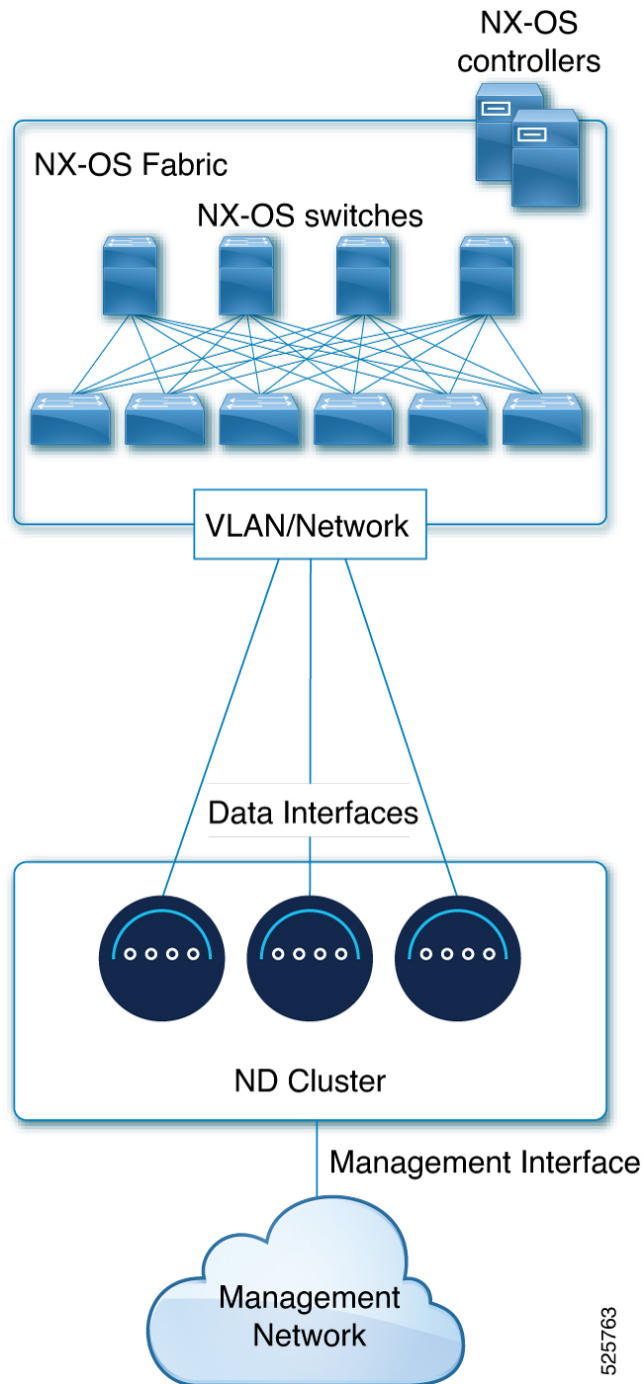 NX-OS
controllers
NX-OS Fabric
NX-OS switches
VLAN/Network
Data Interfaces
ND Cluster
Management Interface
Management
Network
525763